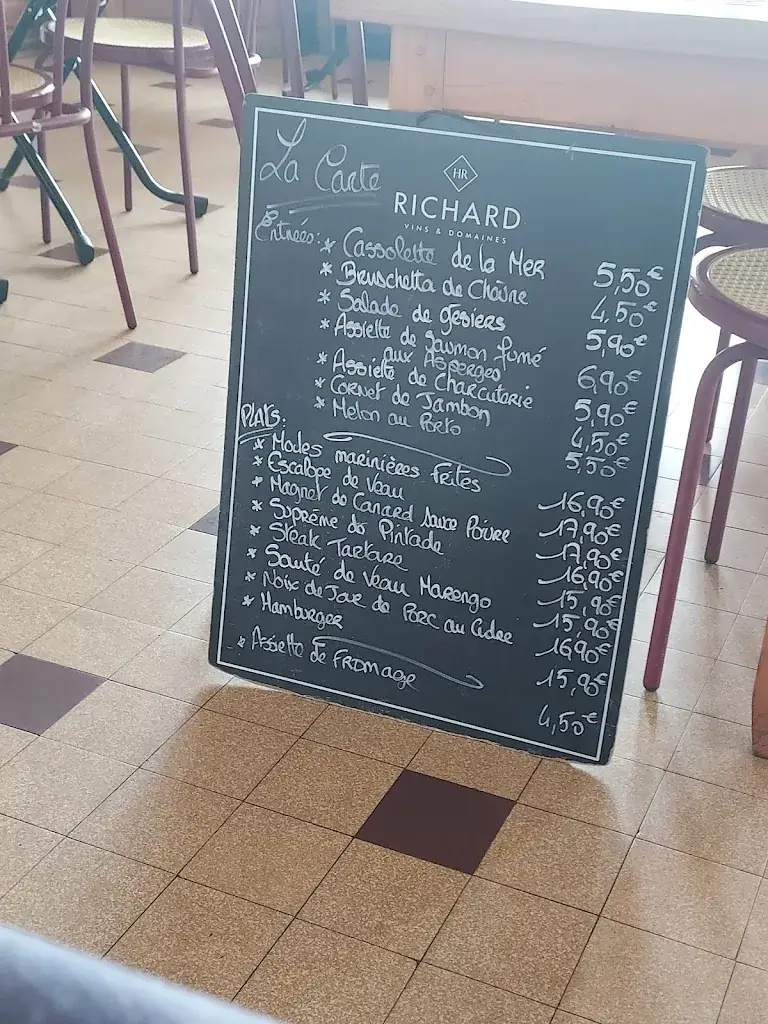 La Carte
HR
RICHARD
VINS & DOMAINES
Entrées:
* Cassolette de la Mer 5,50€
* Bruschetta de Chèvre 4,50€
* Salade de gesiers 5,90€
* Assiette de saumon fumé
aux Asperges 6,90€
* Assiette de Charcuterie 5,90€
* Cornet de Jambon 4,50€
* Melon au Porto 5,50€
Plats:
* Moules marinières frites 16,90€
* Escalope de Veau 17,90€
* Magret de Canard sauce Poivre 17,90€
* Suprême de Pintade 16,90€
* Steak Tartare 15,90€
* Sauté de Veau Marengo 15,90€
* Noix de Joue de Porc au Cidre 16,90€
* Hamburger 15,90€
* Assiette de Fromage 4,50€